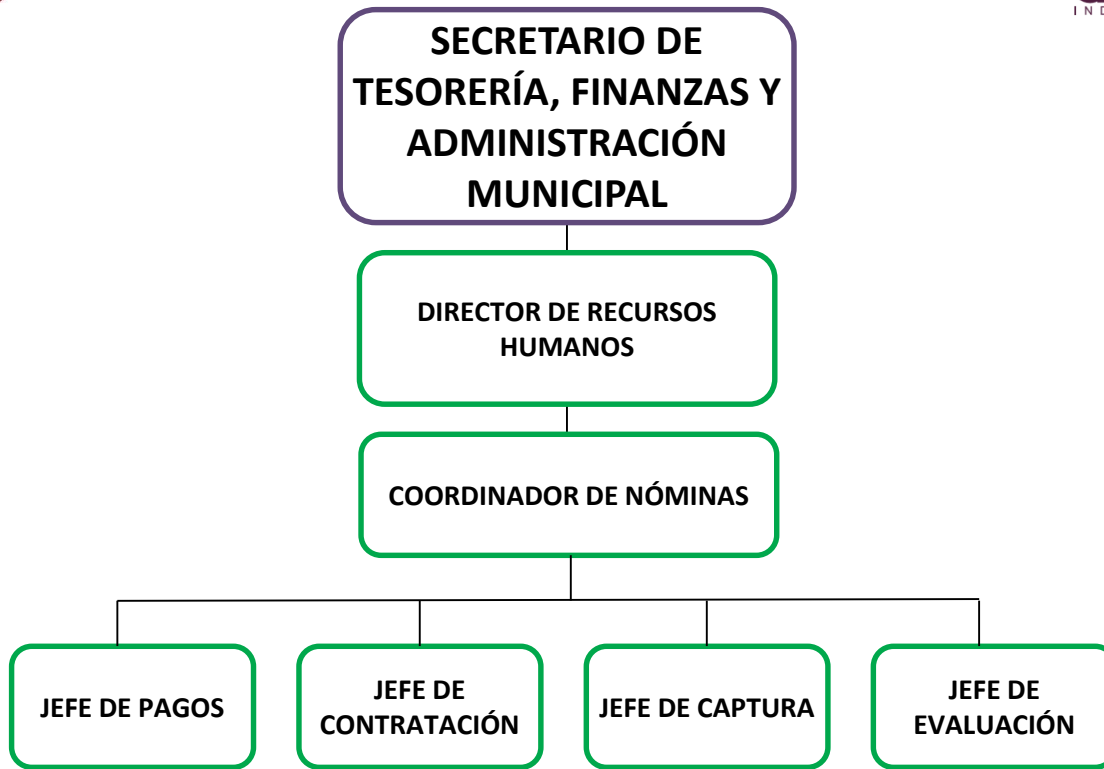 IND
SECRETARIO DE
TESORERÍA, FINANZAS Y
ADMINISTRACIÓN
MUNICIPAL
DIRECTOR DE RECURSOS
HUMANOS
COORDINADOR DE NÓMINAS
JEFE DE PAGOS
JEFE DE
CONTRATACIÓN
JEFE DE CAPTURA
JEFE DE
EVALUACIÓN